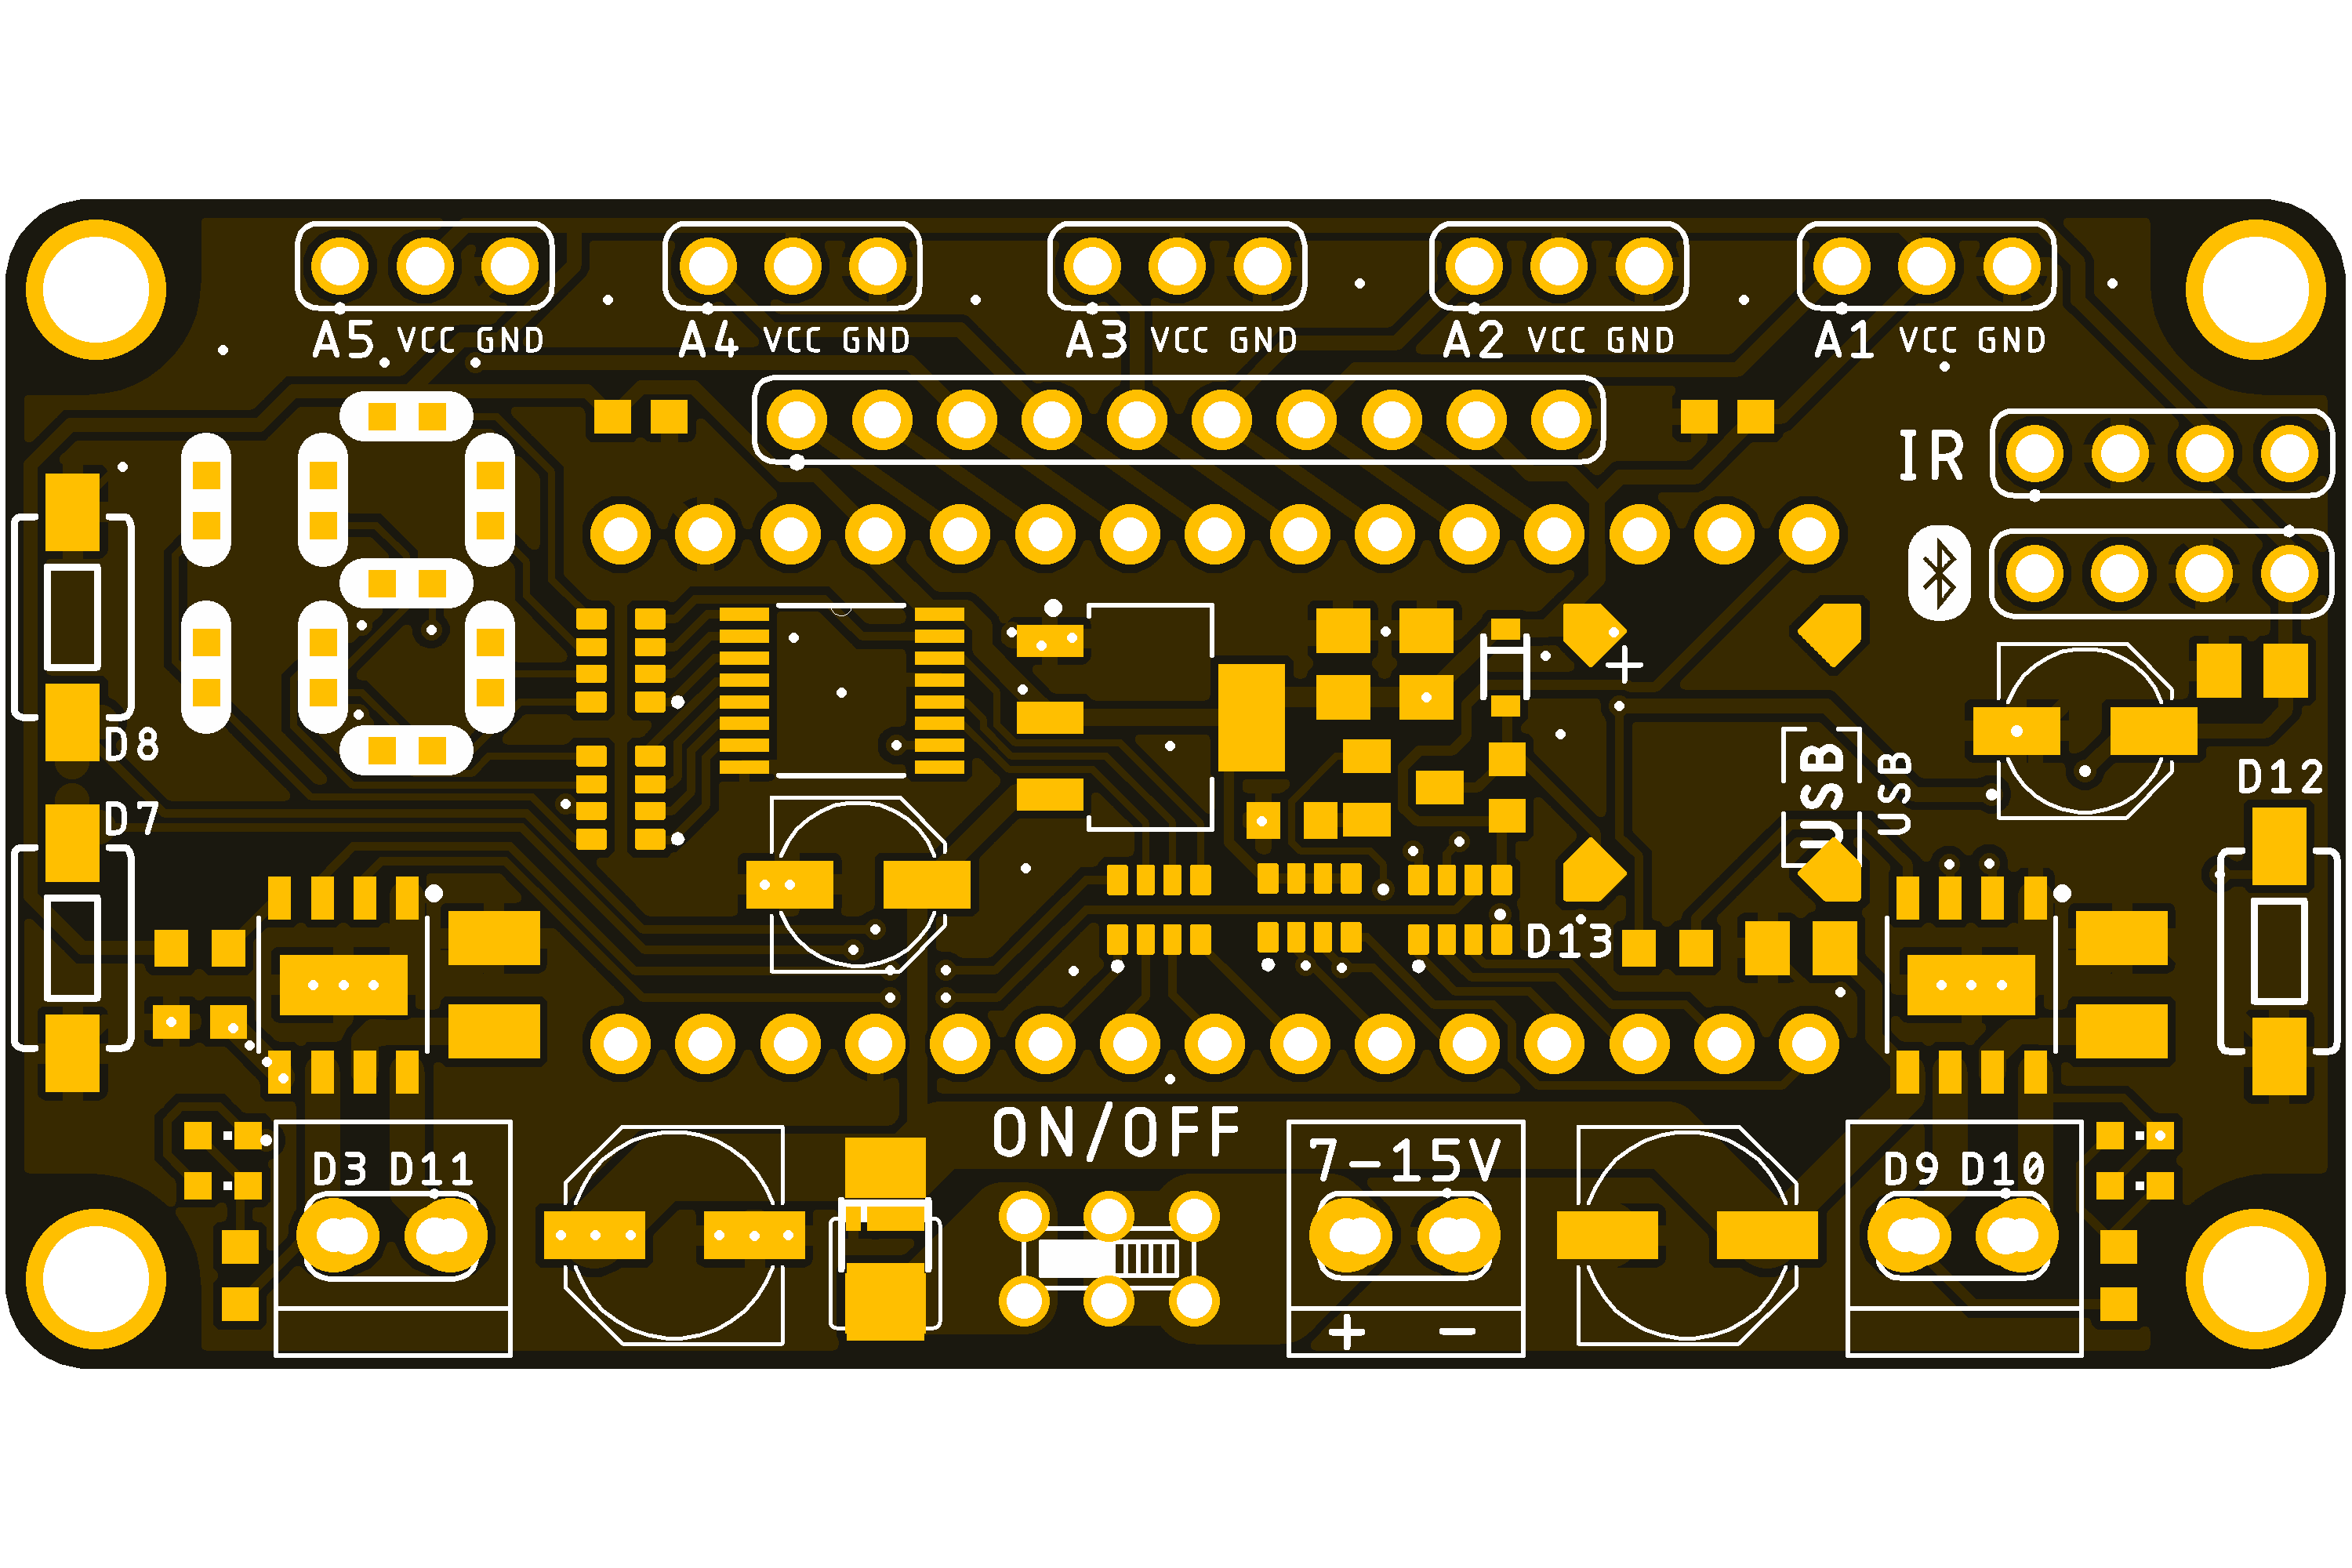 A5 VCC GND A4 VCC GND A3 VCC GND A2 VCC GND A1 VCC GND
IR
+
D8
USB
USB
D12
D7
D13
ON/OFF
7-15V
D3 D11
D9 D10
+ -